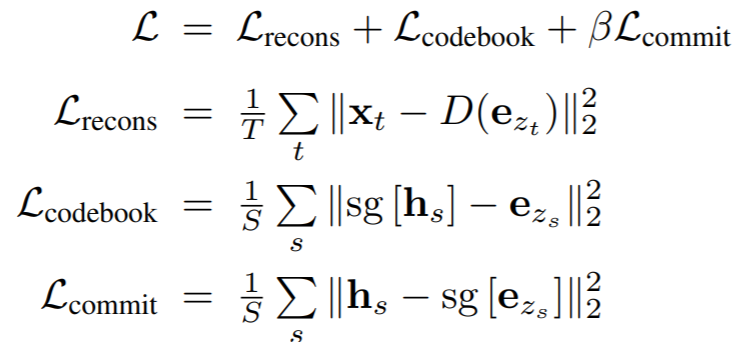 ℒ = ℒ_recons + ℒ_codebook + βℒ_commit
ℒ_recons = 1/T ∑_t ‖x_t − D(e_{z_t})‖₂²
ℒ_codebook = 1/S ∑_s ‖sg [h_s] − e_{z_s}‖₂²
ℒ_commit = 1/S ∑_s ‖h_s − sg [e_{z_s}]‖₂²